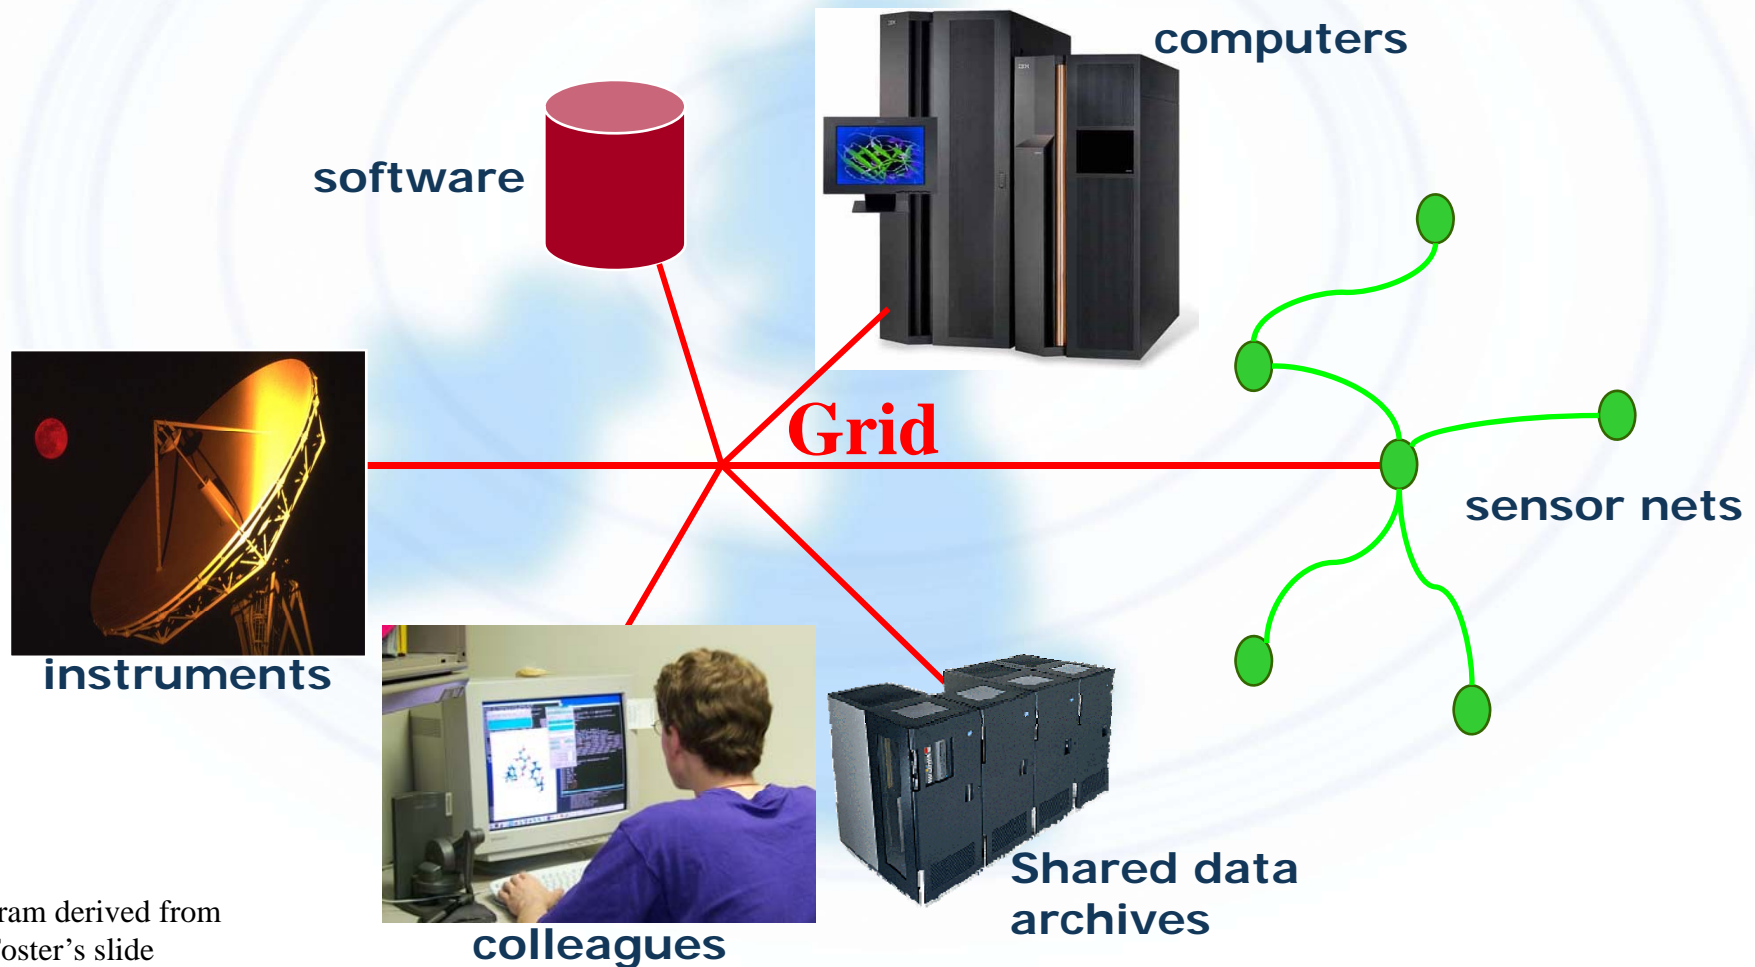 computers
software
Grid
sensor nets
instruments
Shared data
archives
ram derived from
oster's slide
colleagues